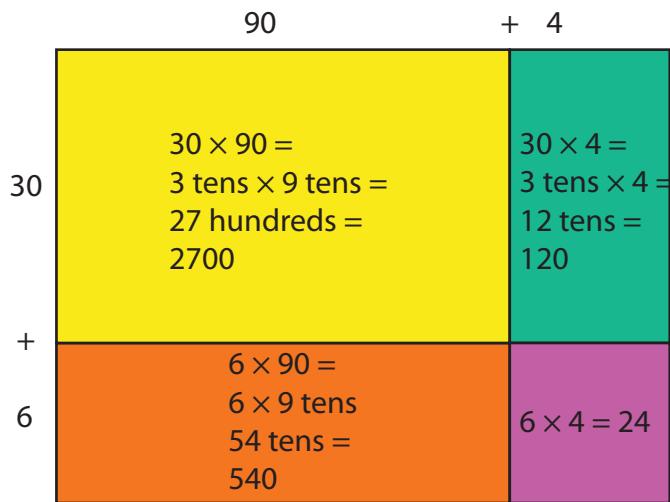 90 + 4
30
30 × 90 =
3 tens × 9 tens =
27 hundreds =
2700
30 × 4 =
3 tens × 4 =
12 tens =
120
+
6
6 × 90 =
6 × 9 tens
54 tens =
540
6 × 4 = 24